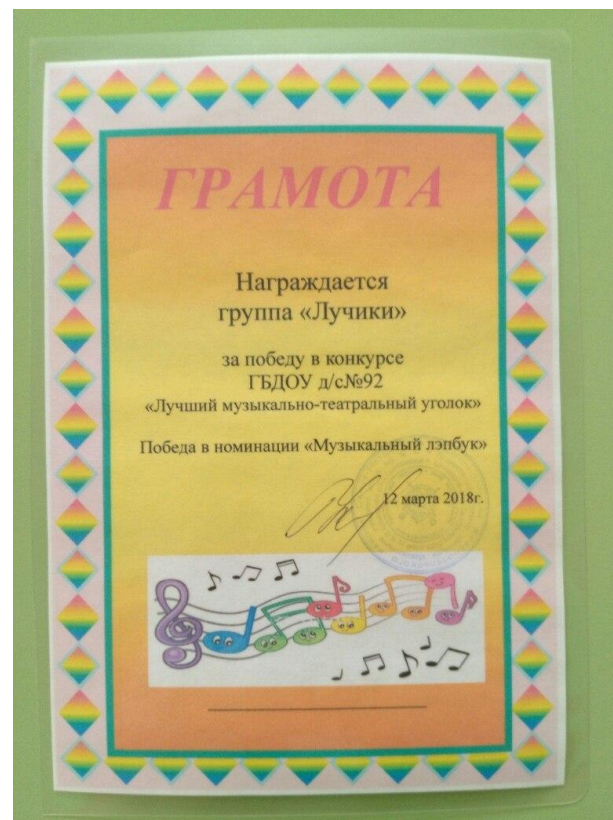 ГРАМОТА
Награждается
группа «Лучики»
за победу в конкурсе
ГБДОУ д/с№92
«Лучший музыкально-театральный уголок»
Победа в номинации «Музыкальный лэпбук»
12 марта 2018г.